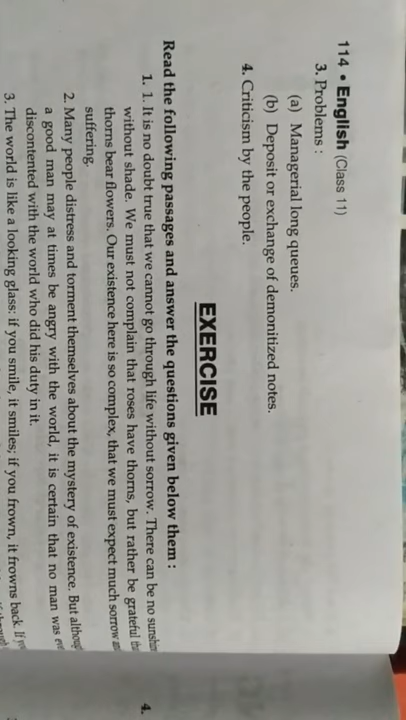 114 • English (Class 11)
3. Problems :
(a) Managerial long queues.
(b) Deposit or exchange of demonitized notes.
4. Criticism by the people.
EXERCISE
Read the following passages and answer the questions given below them :
1. 1. It is no doubt true that we cannot go through life without sorrow. There can be no
without shade. We must not complain that roses have thorns, but rather be grateful
thorns bear flowers. Our existence here is so complex, that we must expect much sorrow
suffering.
2. Many people distress and torment themselves about the mystery of existence. But
a good man may at times be angry with the world, it is certain that no man was
discontented with the world who did his duty in it.
3. The world is like a looking glass: if you smile, it smiles; if you frown, it frowns back. If
4.